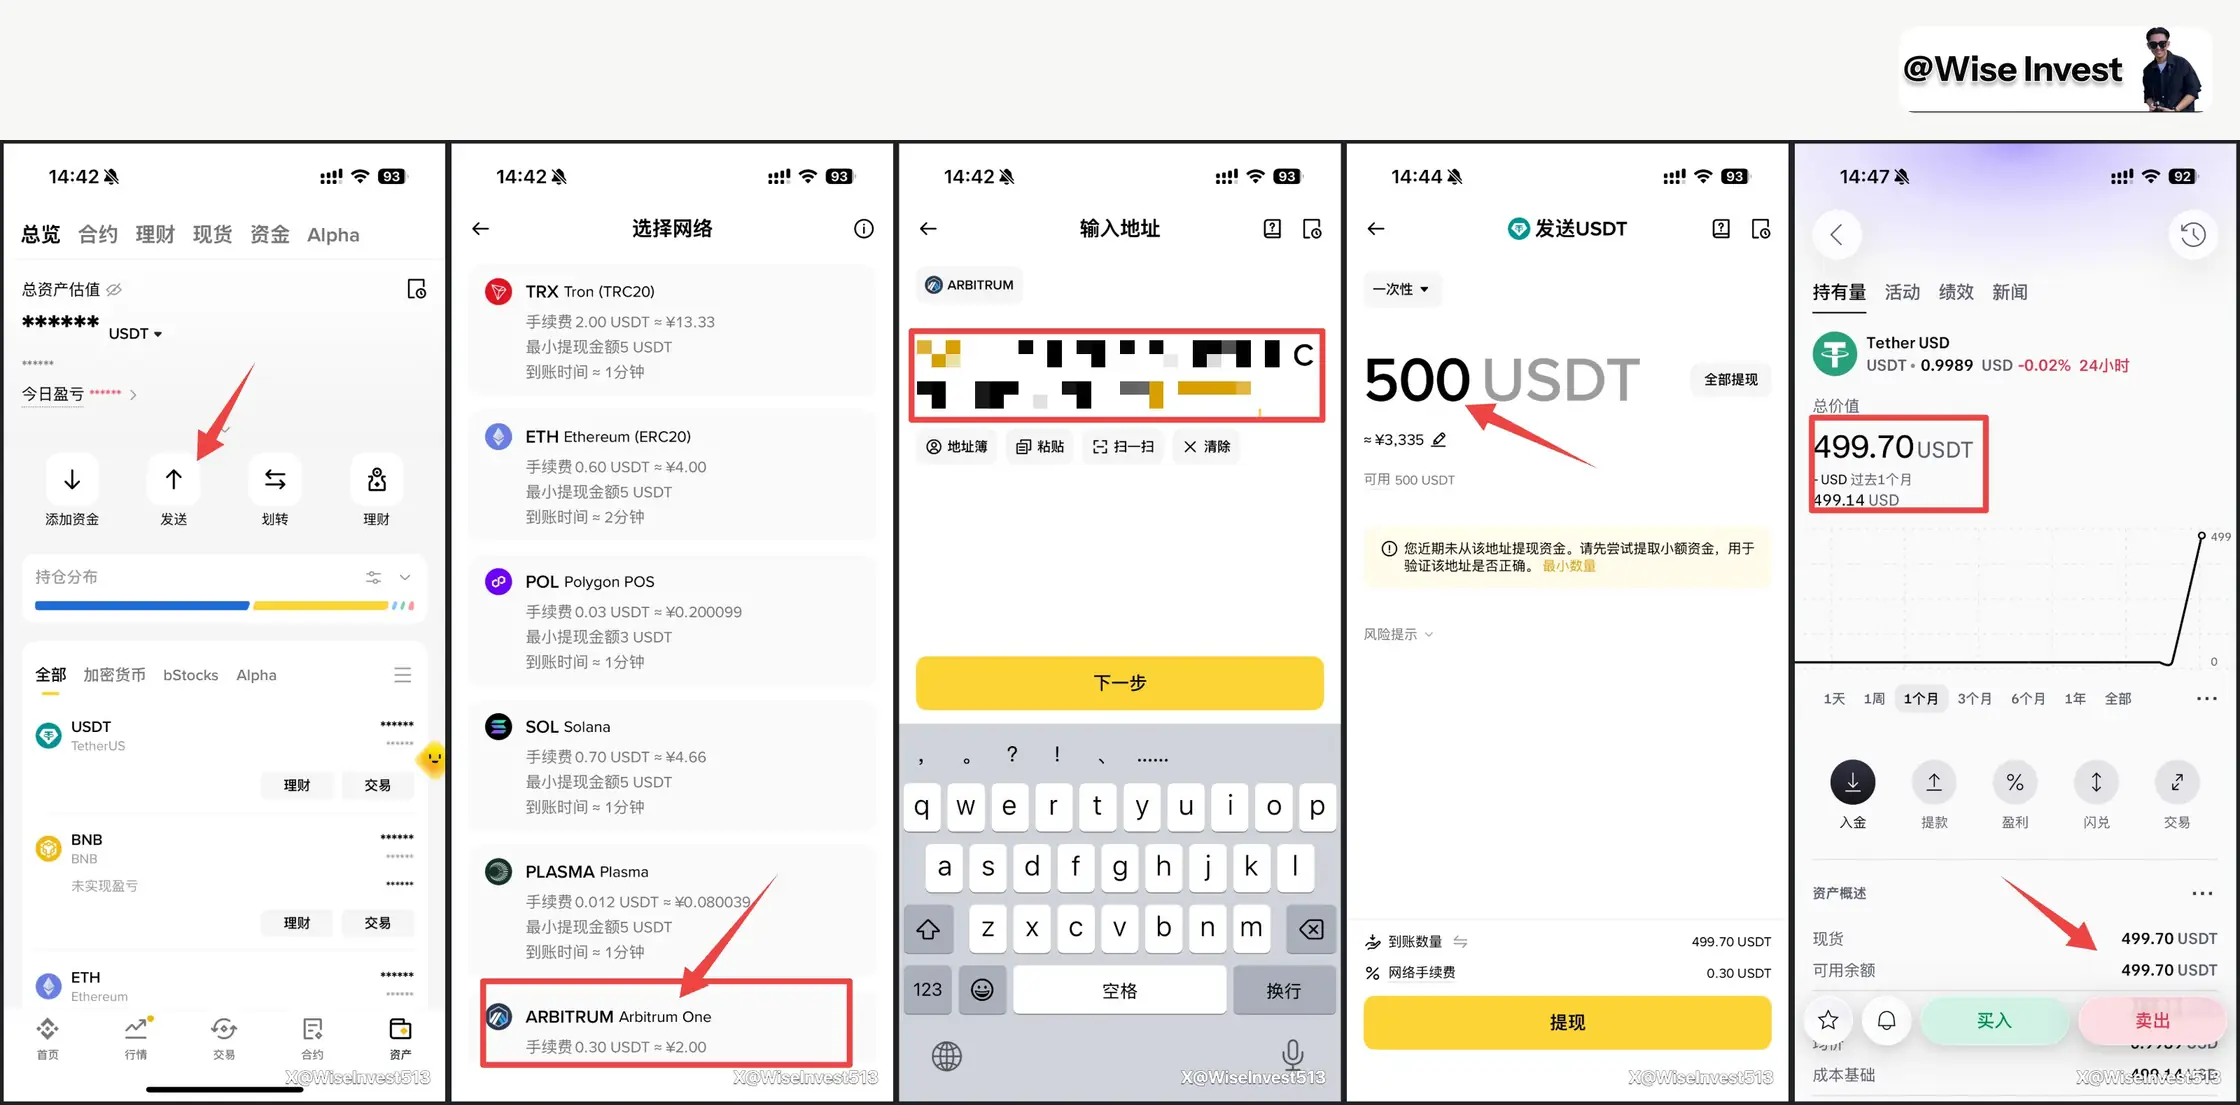 @Wise Invest
14:42
93
总览 合约 理财 现货 资金 Alpha
总资产估值
****** USDT
******
今日盈亏 ******
添加资金 发送 划转 理财
持仓分布
全部 加密货币 bStocks Alpha
USDT ******
TetherUS ******
理财 交易
BNB ******
BNB ******
未实现盈亏 ******
理财 交易
ETH ******
Ethereum ******
首页 行情 交易 合约 资产
X@WiseInvest513
14:42
93
选择网络
TRX Tron (TRC20)
手续费 2.00 USDT ≈ ¥13.33
最小提现金额5 USDT
到账时间 ≈ 1分钟
ETH Ethereum (ERC20)
手续费 0.60 USDT ≈ ¥4.00
最小提现金额5 USDT
到账时间 ≈ 2分钟
POL Polygon POS
手续费 0.03 USDT ≈ ¥0.200099
最小提现金额3 USDT
到账时间 ≈ 1分钟
SOL Solana
手续费 0.70 USDT ≈ ¥4.66
最小提现金额5 USDT
到账时间 ≈ 1分钟
PLASMA Plasma
手续费 0.012 USDT ≈ ¥0.080039
最小提现金额5 USDT
到账时间 ≈ 1分钟
ARBITRUM Arbitrum One
手续费 0.30 USDT ≈ ¥2.00
X@WiseInvest513
14:42
93
输入地址
ARBITRUM
C
地址簿 粘贴 扫一扫 清除
下一步
， 。 ？ ！ 、 ……
q w e r t y u i o p
a s d f g h j k l
z x c v b n m
123 空格 换行
X@WiseInvest513
14:44
93
发送USDT
一次性
500 USDT 全部提现
≈ ¥3,335
可用 500 USDT
您近期未从该地址提现资金。请先尝试提取小额资金，用于
验证该地址是否正确。 最小数量
风险提示
到账数量 499.70 USDT
网络手续费 0.30 USDT
提现
X@WiseInvest513
14:47
92
持有量 活动 绩效 新闻
Tether USD
USDT • 0.9989 USD -0.02% 24小时
总价值
499.70 USDT
- USD 过去1个月
499.14 USD
499
0
1天 1周 1个月 3个月 6个月 1年 全部
入金 提款 盈利 闪兑 交易
资产概述
现货 499.70 USDT
可用余额 499.70 USDT
买入 卖出
成本基础 499.14 USD
X@WiseInvest513